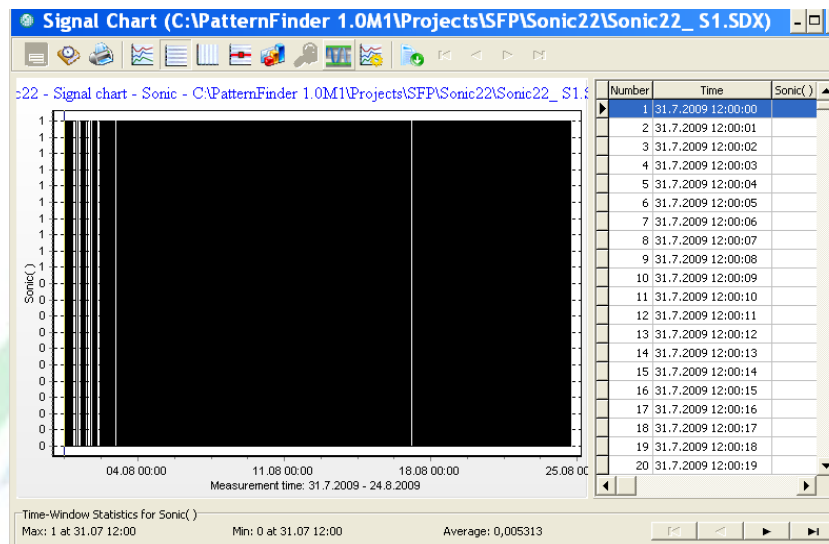 Signal Chart (C:\PatternFinder 1.0M1\Projects\SFP\Sonic22\Sonic22_ S1.SDX)
c22 - Signal chart - Sonic - C:\PatternFinder 1.0M1\Projects\SFP\Sonic22\Sonic22_ S1.S
1
1
1
1
1
1
1
1
1
1
0
0
0
0
0
0
0
0
0
0
0
Sonic( )
04.08 00:00 11.08 00:00 18.08 00:00 25.08 00
Measurement time: 31.7.2009 - 24.8.2009
Number Time Sonic( )
1 31.7.2009 12:00:00
2 31.7.2009 12:00:01
3 31.7.2009 12:00:02
4 31.7.2009 12:00:03
5 31.7.2009 12:00:04
6 31.7.2009 12:00:05
7 31.7.2009 12:00:06
8 31.7.2009 12:00:07
9 31.7.2009 12:00:08
10 31.7.2009 12:00:09
11 31.7.2009 12:00:10
12 31.7.2009 12:00:11
13 31.7.2009 12:00:12
14 31.7.2009 12:00:13
15 31.7.2009 12:00:14
16 31.7.2009 12:00:15
17 31.7.2009 12:00:16
18 31.7.2009 12:00:17
19 31.7.2009 12:00:18
20 31.7.2009 12:00:19
Time-Window Statistics for Sonic( )
Max: 1 at 31.07 12:00 Min: 0 at 31.07 12:00 Average: 0,005313